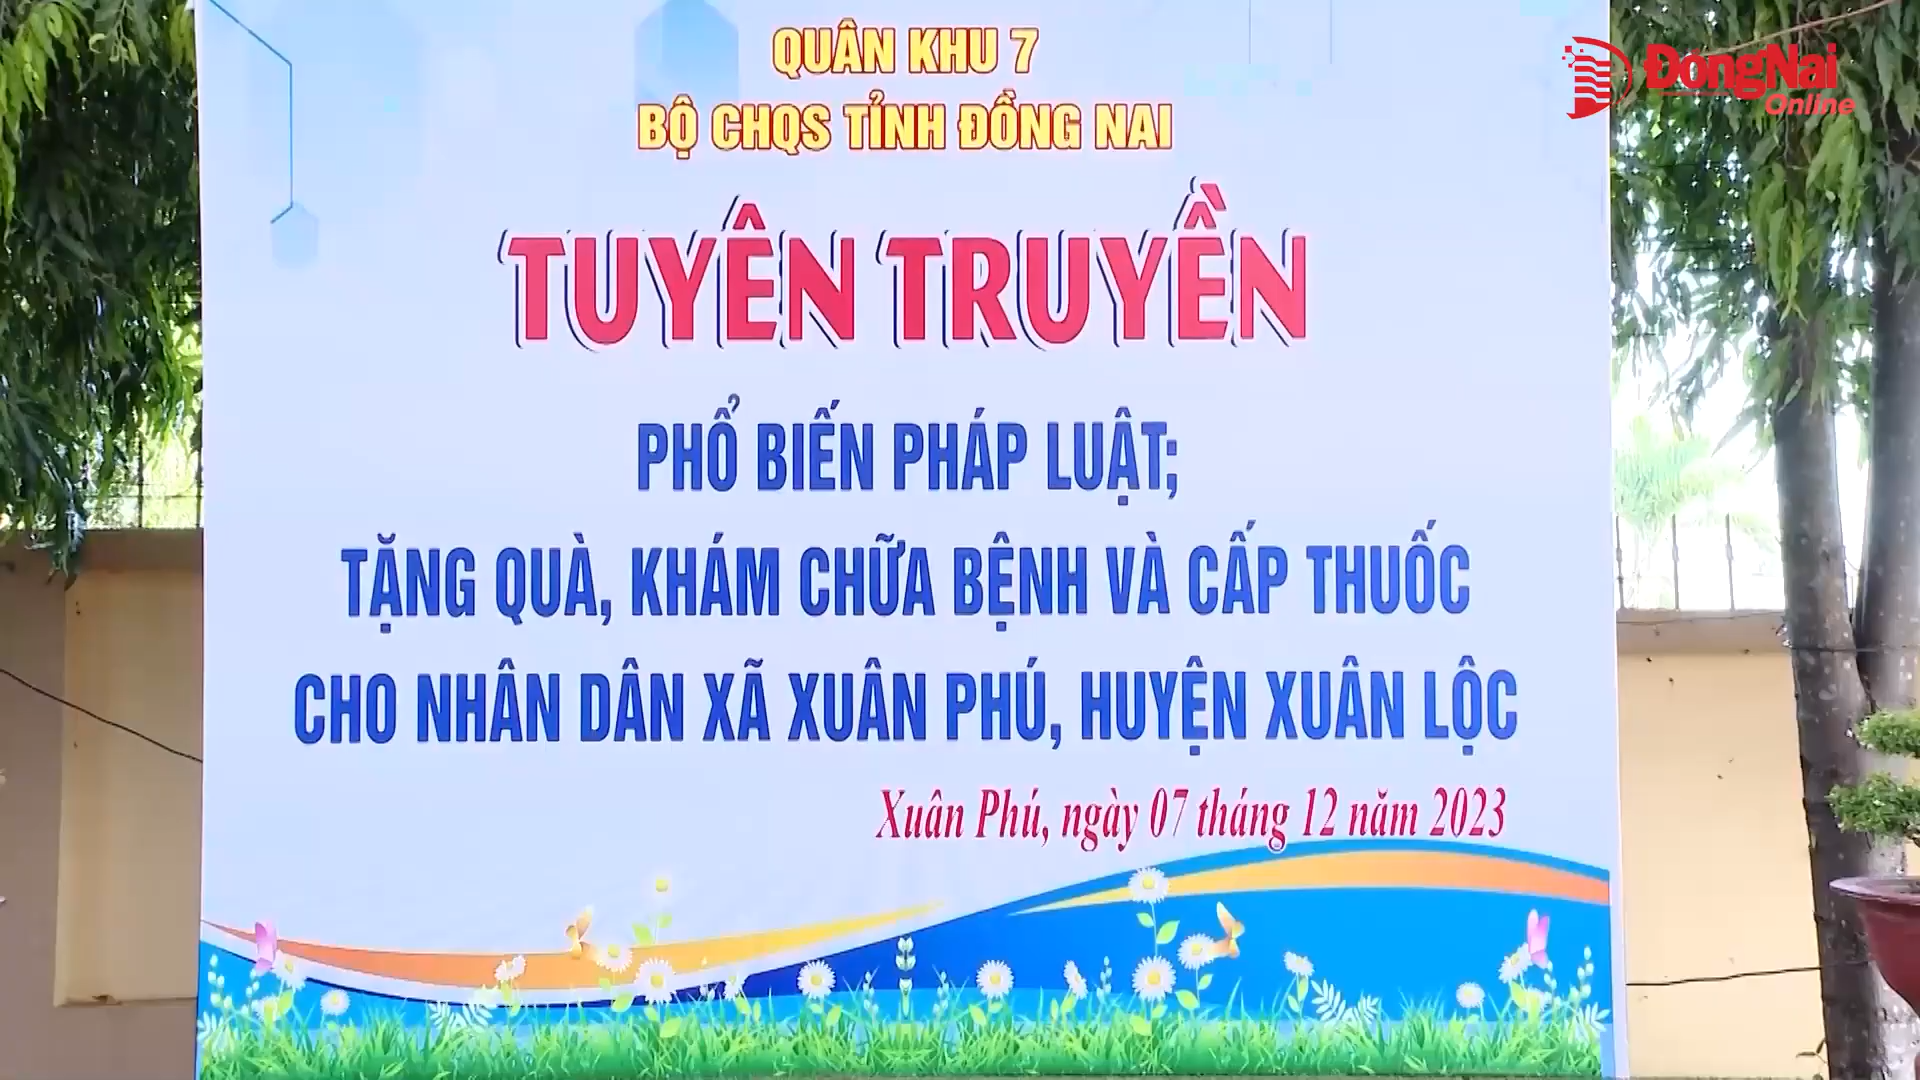 QUÂN KHU 7
BỘ CHQS TỈNH ĐỒNG NAI
TUYÊN TRUYỀN
PHỔ BIẾN PHÁP LUẬT;
TẶNG QUÀ, KHÁM CHỮA BỆNH VÀ CẤP THUỐC
CHO NHÂN DÂN XÃ XUÂN PHÚ, HUYỆN XUÂN LỘC
Xuân Phú, ngày 07 tháng 12 năm 2023
ĐồngNai
Online